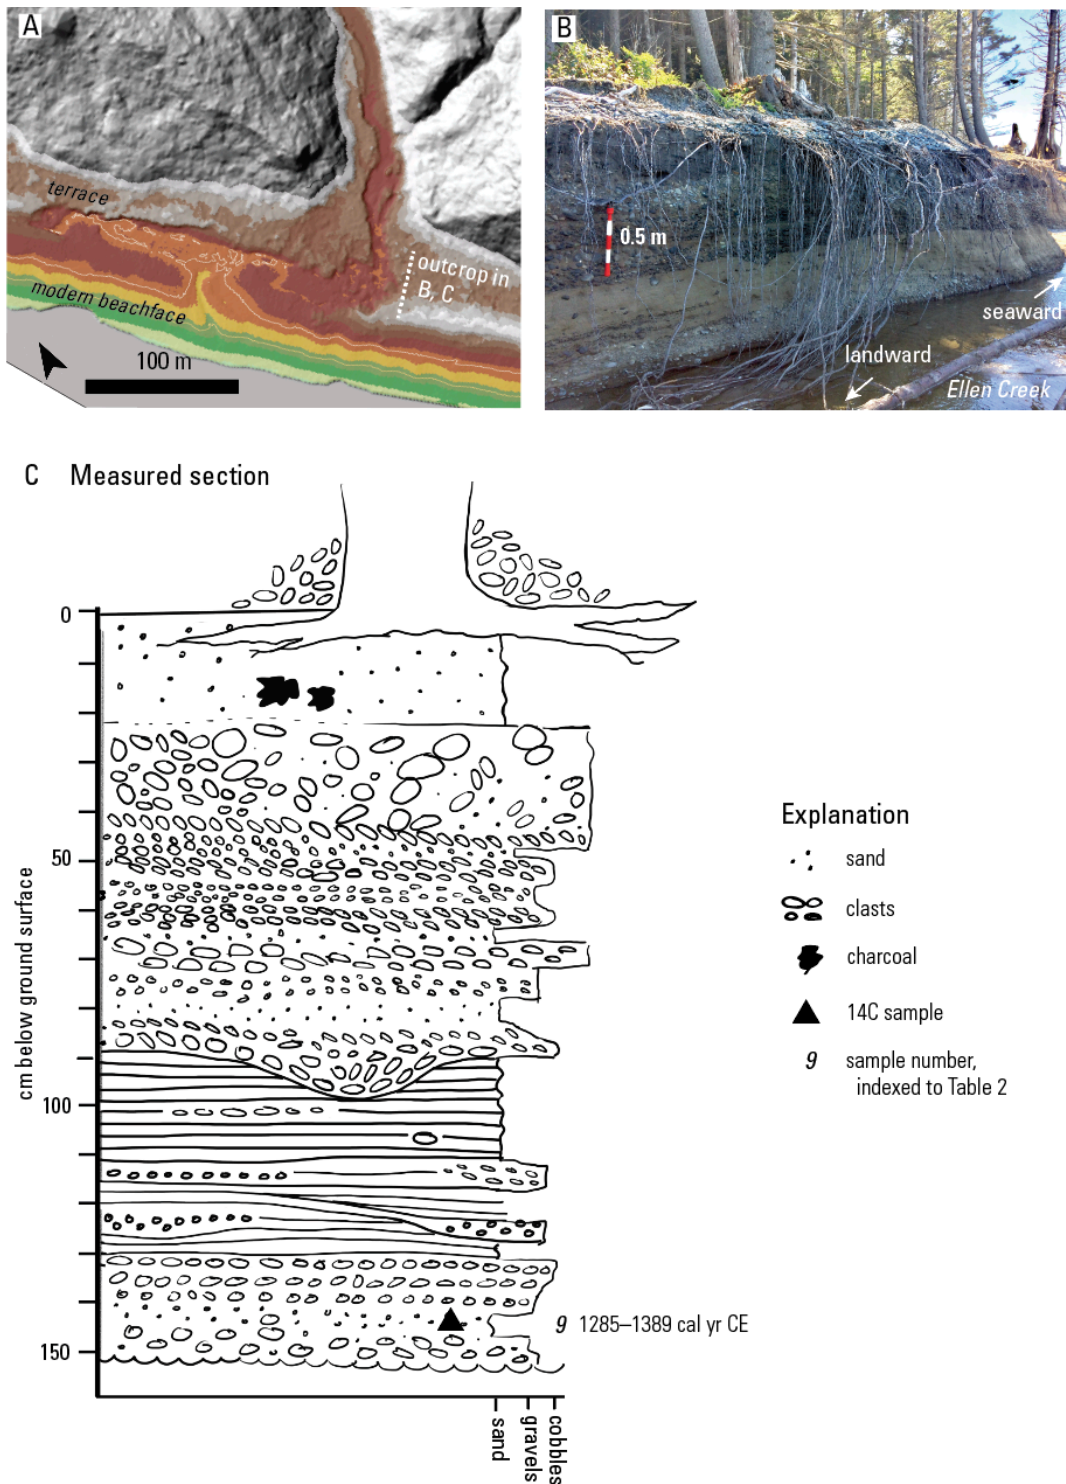 A
terrace
modern beachface
outcrop in
B, C
100 m
B
0.5 m
seaward
landward
Ellen Creek
C Measured section
cm below ground surface
0
50
100
150
9 1285–1389 cal yr CE
sand
gravels
cobbles
Explanation
sand
clasts
charcoal
14C sample
9 sample number,
indexed to Table 2